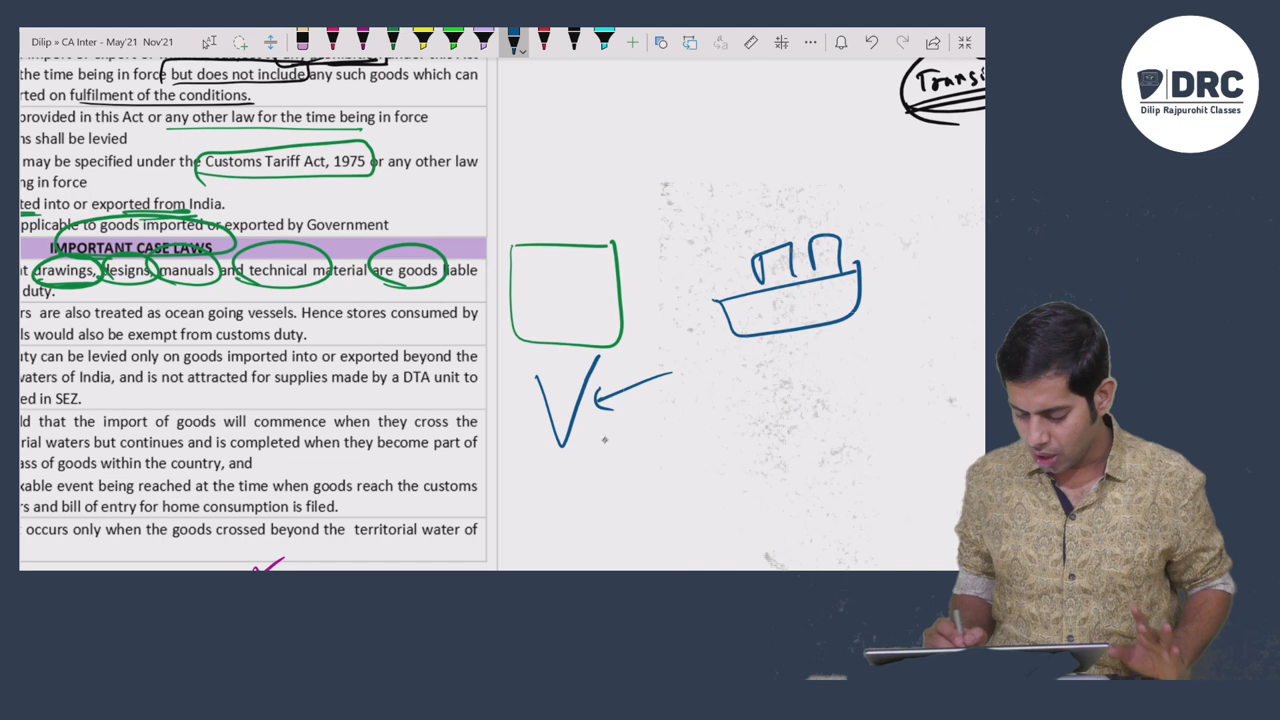 Dilip » CA Inter - May'21 Nov'21
the time being in force but does not include any such goods which can
rted on fulfilment of the conditions.
provided in this Act or any other law for the time being in force
ns shall be levied
may be specified under the Customs Tariff Act, 1975 or any other law
ng in force
ted into or exported from India.
pplicable to goods imported or exported by Government
IMPORTANT CASE LAWS
t drawings, designs, manuals and technical material are goods liable
duty.
rs are also treated as ocean going vessels. Hence stores consumed by
ls would also be exempt from customs duty.
uty can be levied only on goods imported into or exported beyond the
waters of India, and is not attracted for supplies made by a DTA unit to
ed in SEZ.
ld that the import of goods will commence when they cross the
rial waters but continues and is completed when they become part of
ass of goods within the country, and
xable event being reached at the time when goods reach the customs
rs and bill of entry for home consumption is filed.
occurs only when the goods crossed beyond the territorial water of
Transi
DRC
Dilip Rajpurohit Classes